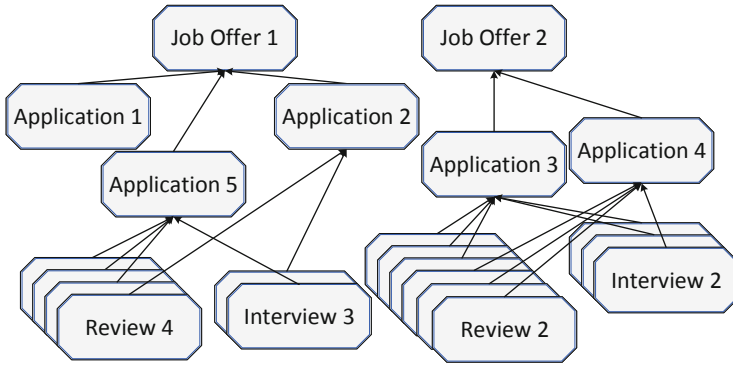 Job Offer 1
Job Offer 2
Application 1
Application 2
Application 3
Application 4
Application 5
Review 4
Interview 3
Review 2
Interview 2